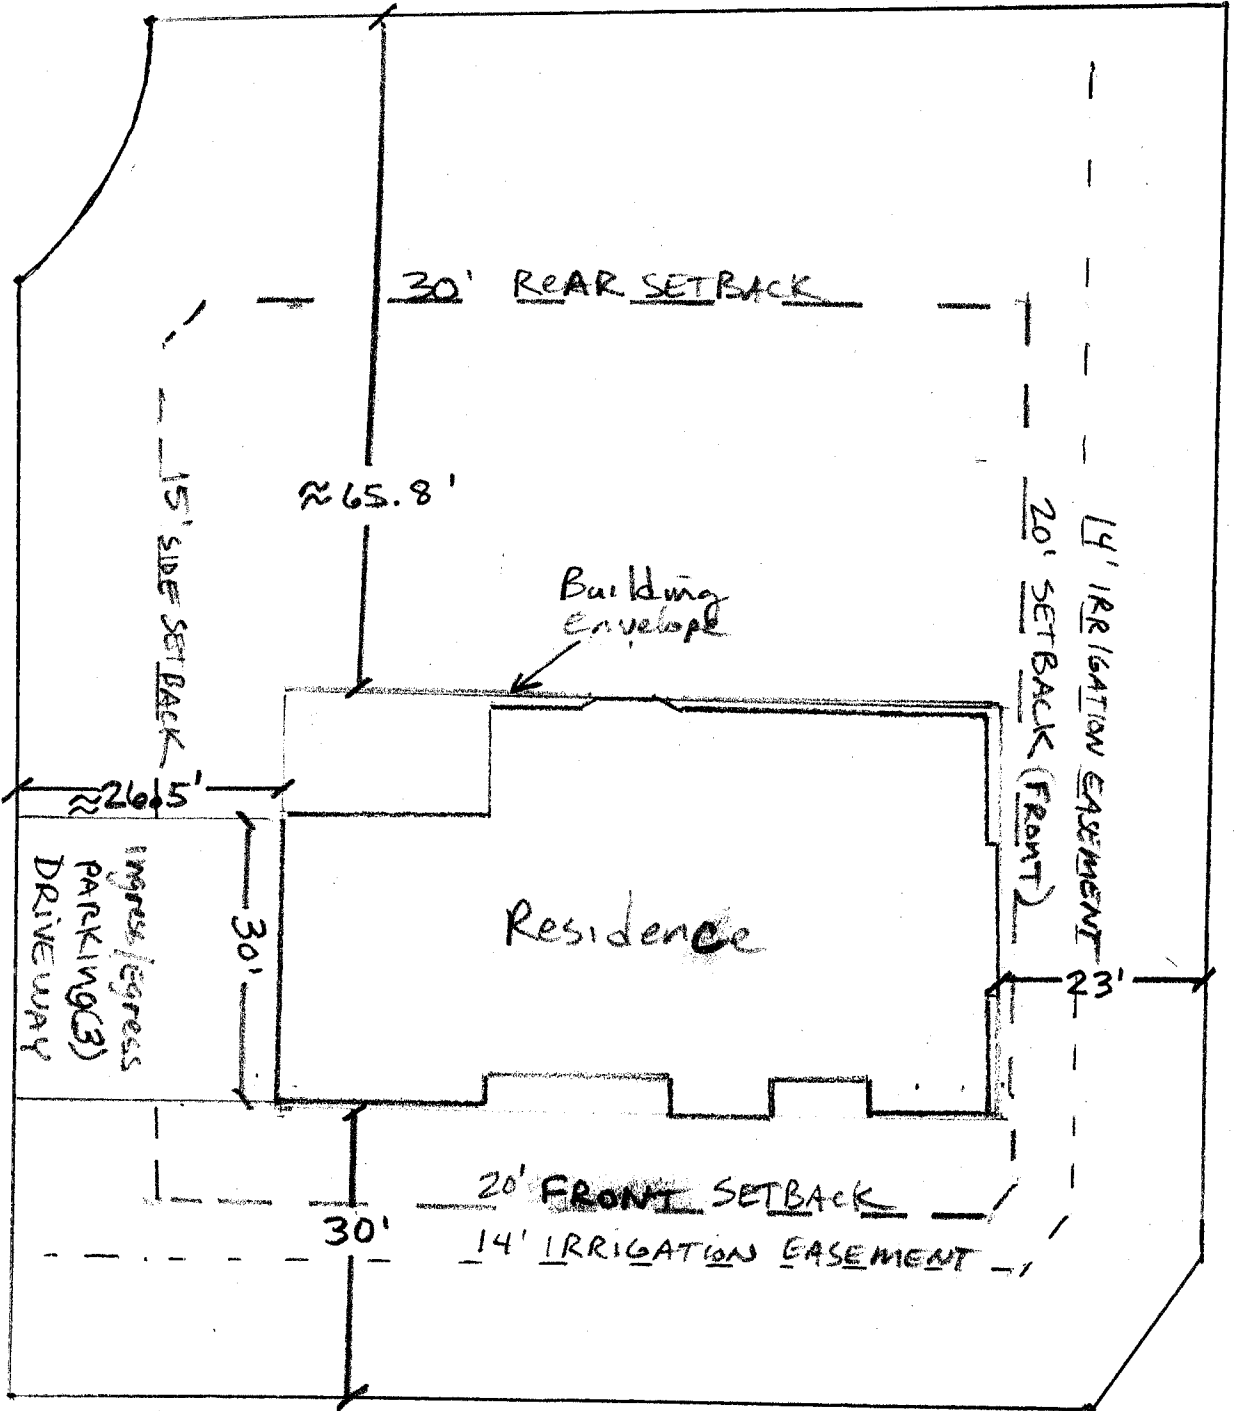 30' ReAR SETBACK
≈65.8'
15' SIDE SETBACK
Building
Envelope
20' SETBACK (FRONT)
14' IRRIGATION EASEMENT
≈26.5'
Ingress/Egress
PARKING(3)
DRiVEWAY
30'
Residence
23'
20' FRONT SETBACK
30'
14' IRRIGATION EASEMENT